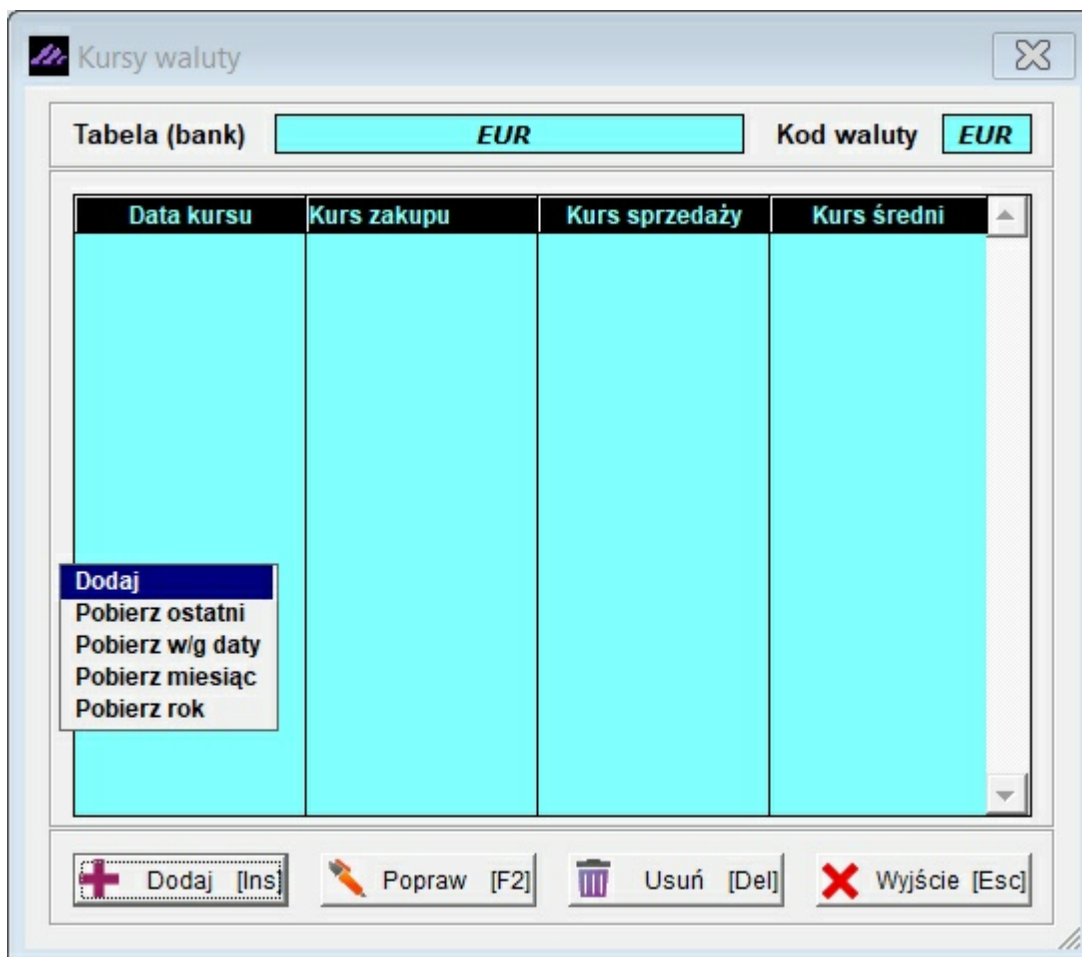 Kursy waluty
Tabela (bank) EUR Kod waluty EUR
Data kursu Kurs zakupu Kurs sprzedaży Kurs średni
Dodaj
Pobierz ostatni
Pobierz w/g daty
Pobierz miesiąc
Pobierz rok
Dodaj [Ins] Popraw [F2] Usuń [Del] Wyjście [Esc]